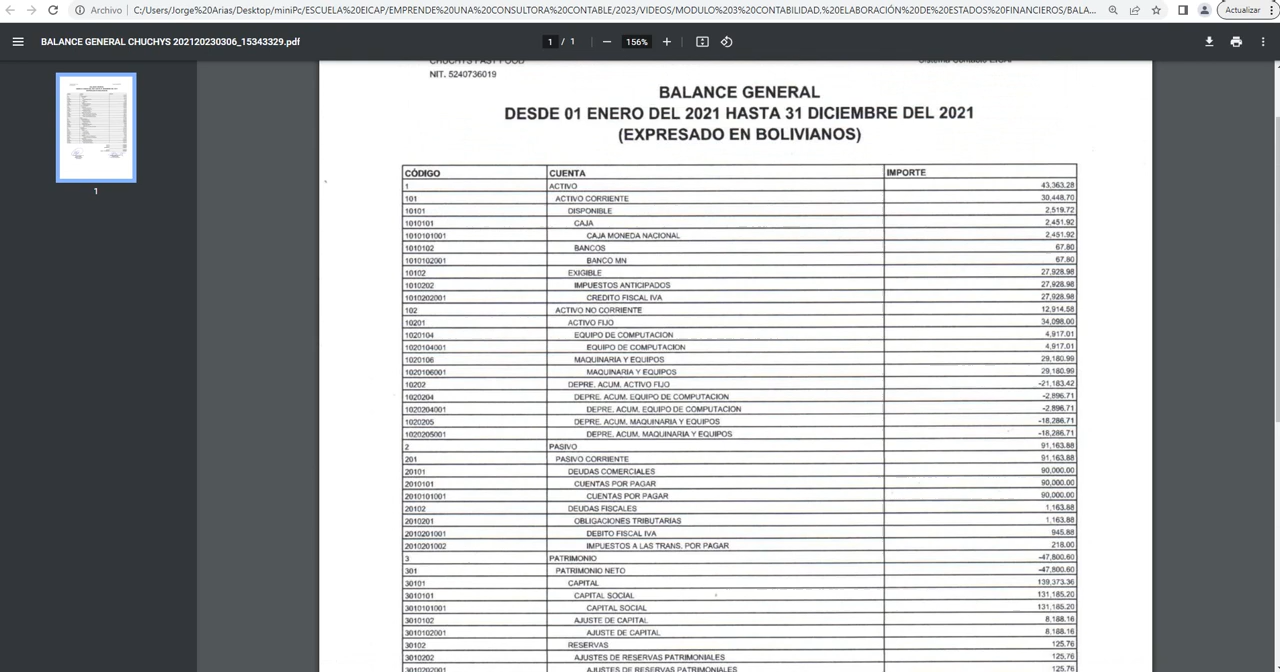 Archivo C:/Users/Jorge%20Arias/Desktop/miniPc/ESCUELA%20EICAP/EMPRENDE%20UNA%20CONSULTORA%20CONTABLE/2023/VIDEOS/MODULO%203%20CONTABILIDAD.%20ELABORACIÓN%20DE%20ESTADOS%20FINANCIEROS/BALA... Actualizar
BALANCE GENERAL CHUCHYS 202120230306_15343329.pdf 1 / 1 156%
1
CHUCHYS FAST FOOD
NIT. 5240736019
BALANCE GENERAL
DESDE 01 ENERO DEL 2021 HASTA 31 DICIEMBRE DEL 2021
(EXPRESADO EN BOLIVIANOS)
CÓDIGO CUENTA IMPORTE
1 ACTIVO 43,363.28
101 ACTIVO CORRIENTE 30,448.70
10101 DISPONIBLE 2,519.72
1010101 CAJA 2,451.92
1010101001 CAJA MONEDA NACIONAL 2,451.92
1010102 BANCOS 67.80
1010102001 BANCO MN 67.80
10102 EXIGIBLE 27,928.98
1010202 IMPUESTOS ANTICIPADOS 27,928.98
1010202001 CREDITO FISCAL IVA 27,928.98
102 ACTIVO NO CORRIENTE 12,914.58
10201 ACTIVO FIJO 34,098.00
1020104 EQUIPO DE COMPUTACION 4,917.01
1020104001 EQUIPO DE COMPUTACION 4,917.01
1020106 MAQUINARIA Y EQUIPOS 29,180.99
1020106001 MAQUINARIA Y EQUIPOS 29,180.99
10202 DEPRE. ACUM. ACTIVO FIJO -21,183.42
1020204 DEPRE. ACUM. EQUIPO DE COMPUTACION -2,896.71
1020204001 DEPRE. ACUM. EQUIPO DE COMPUTACION -2,896.71
1020205 DEPRE. ACUM. MAQUINARIA Y EQUIPOS -18,286.71
1020205001 DEPRE. ACUM. MAQUINARIA Y EQUIPOS -18,286.71
2 PASIVO 91,163.88
201 PASIVO CORRIENTE 91,163.88
20101 DEUDAS COMERCIALES 90,000.00
2010101 CUENTAS POR PAGAR 90,000.00
2010101001 CUENTAS POR PAGAR 90,000.00
20102 DEUDAS FISCALES 1,163.88
2010201 OBLIGACIONES TRIBUTARIAS 1,163.88
2010201001 DEBITO FISCAL IVA 945.88
2010201002 IMPUESTOS A LAS TRANS. POR PAGAR 218.00
3 PATRIMONIO -47,800.60
301 PATRIMONIO NETO -47,800.60
30101 CAPITAL 139,373.36
3010101 CAPITAL SOCIAL 131,185.20
3010101001 CAPITAL SOCIAL 131,185.20
3010102 AJUSTE DE CAPITAL 8,188.16
3010102001 AJUSTE DE CAPITAL 8,188.16
30102 RESERVAS 125.76
3010202 AJUSTES DE RESERVAS PATRIMONIALES 125.76
3010202001 AJUSTES DE RESERVAS PATRIMONIALES 125.76